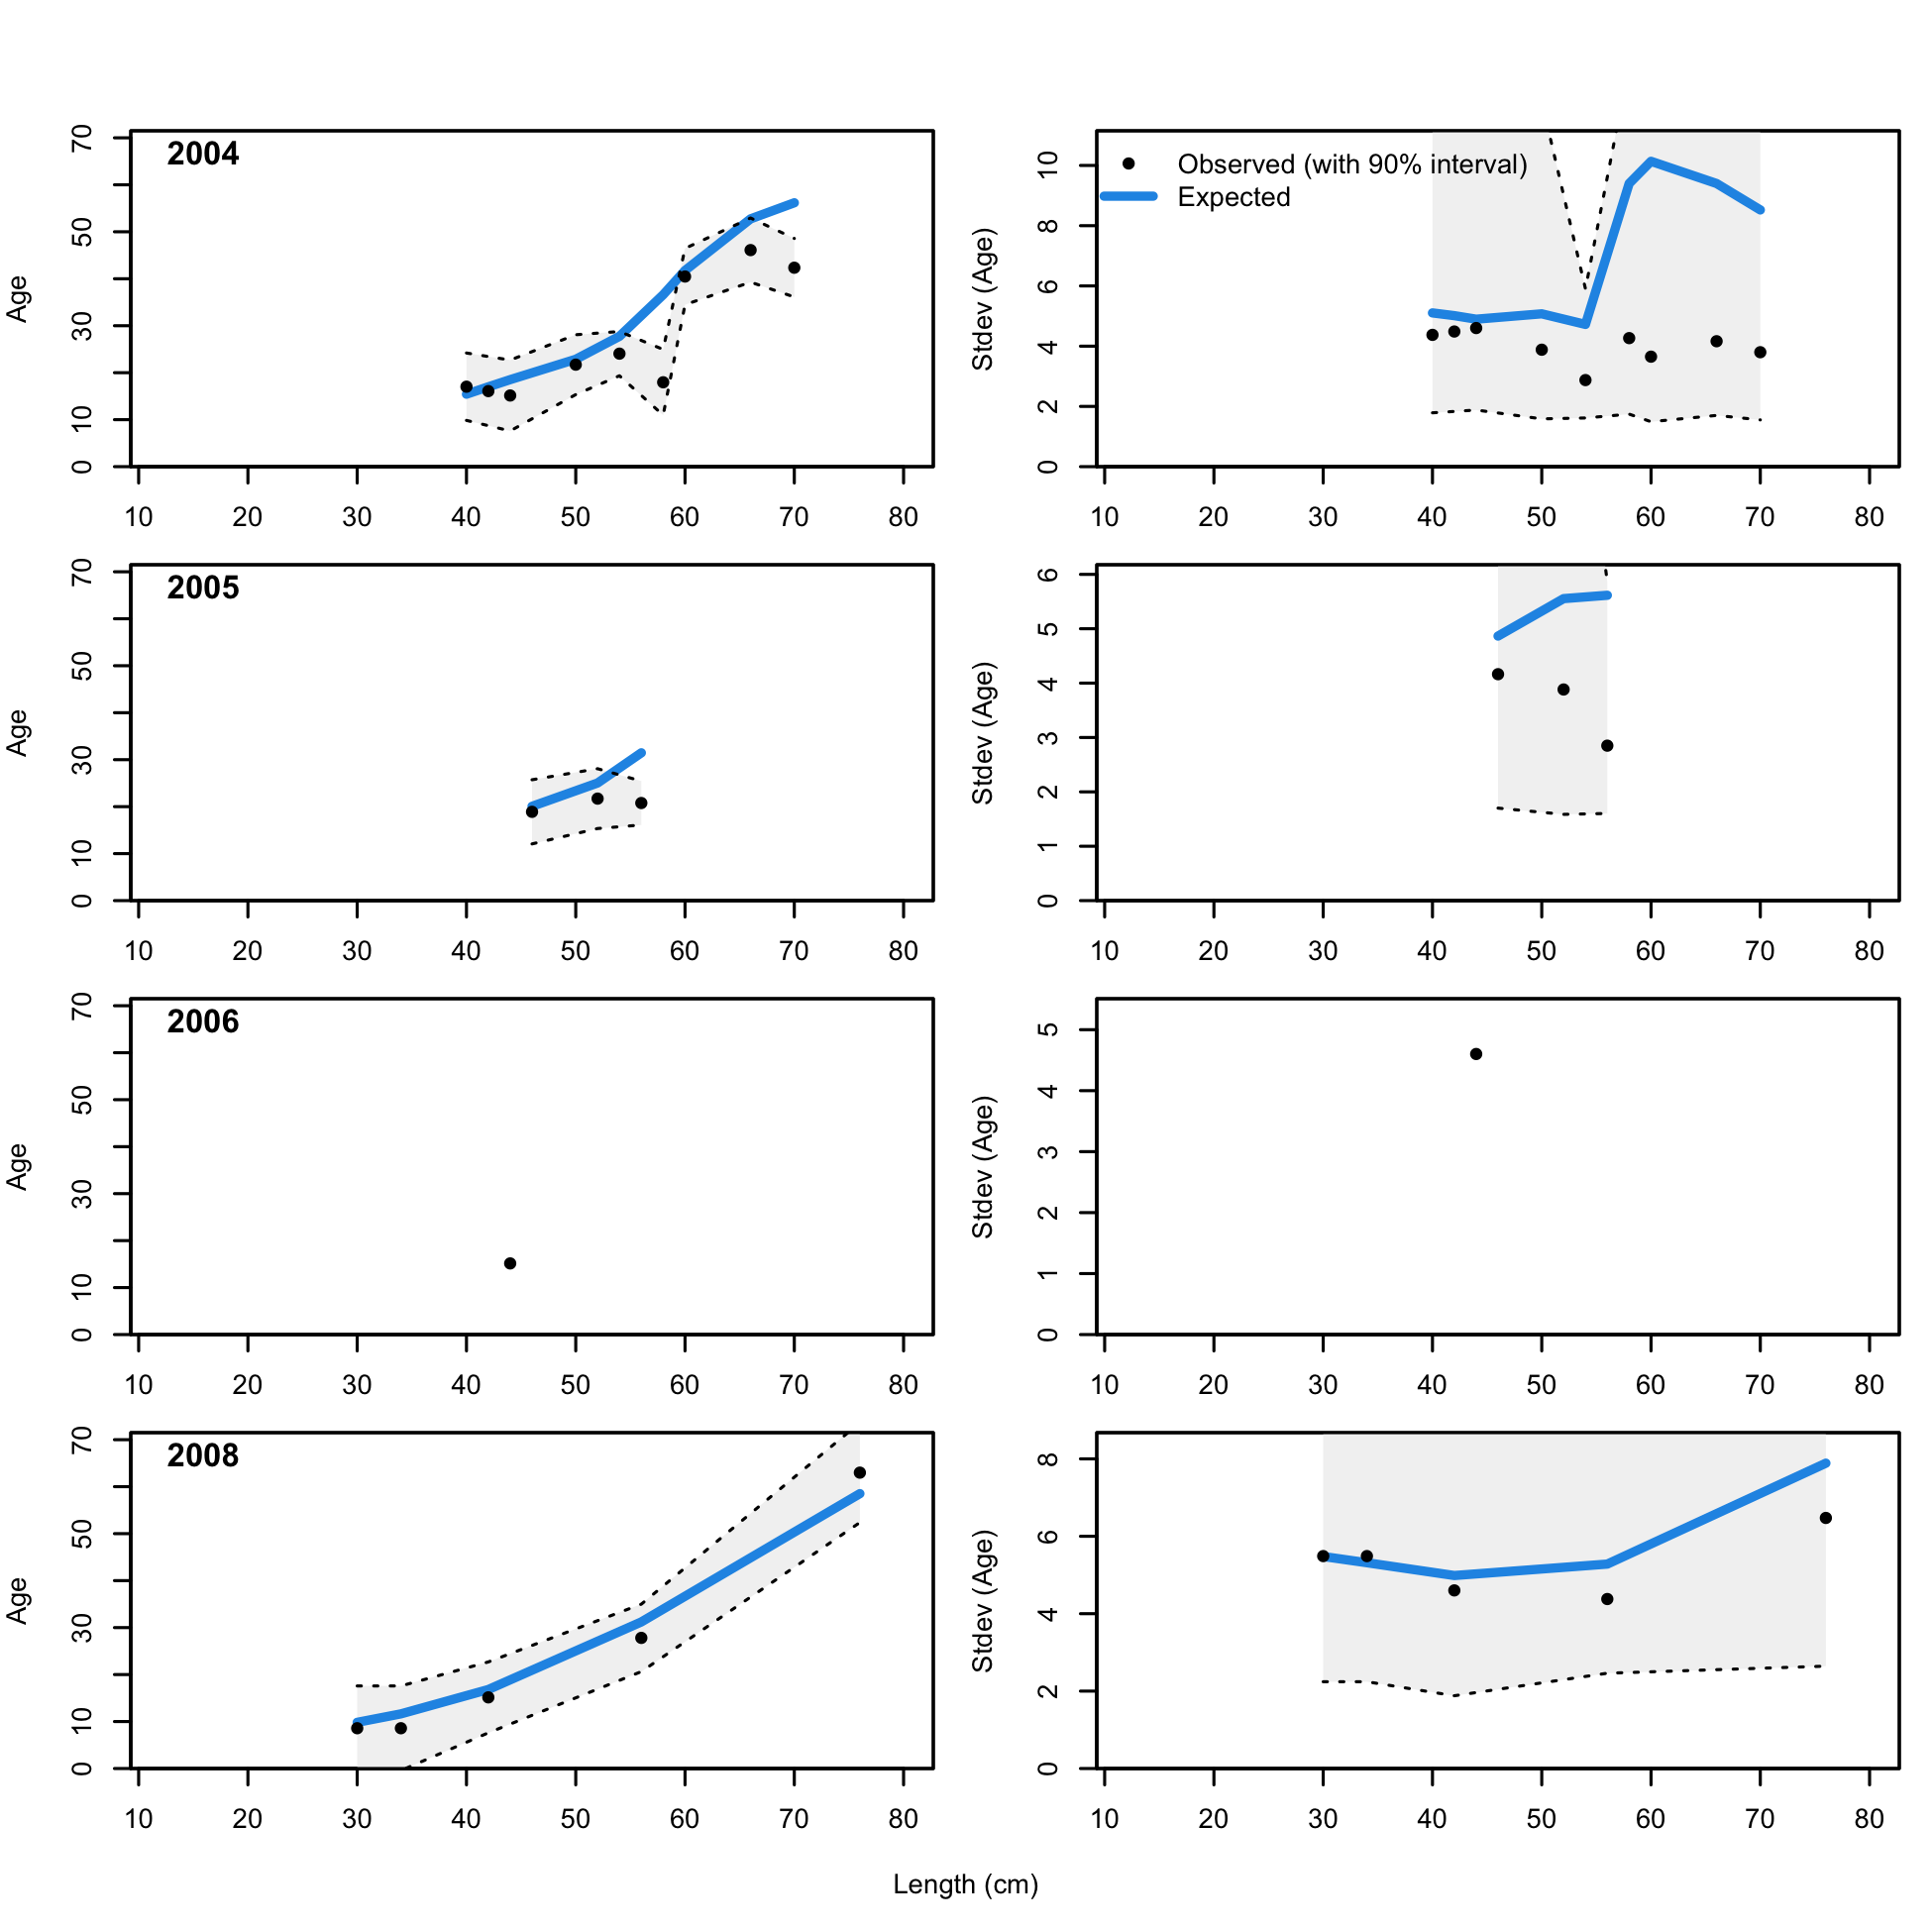 2004
Age
0 10 30 50 70
10 20 30 40 50 60 70 80
Observed (with 90% interval)
Expected
Stdev (Age)
0 2 4 6 8 10
10 20 30 40 50 60 70 80
2005
Age
0 10 30 50 70
10 20 30 40 50 60 70 80
Stdev (Age)
0 1 2 3 4 5 6
10 20 30 40 50 60 70 80
2006
Age
0 10 30 50 70
10 20 30 40 50 60 70 80
Stdev (Age)
0 1 2 3 4 5
10 20 30 40 50 60 70 80
2008
Age
0 10 30 50 70
10 20 30 40 50 60 70 80
Stdev (Age)
0 2 4 6 8
10 20 30 40 50 60 70 80
Length (cm)